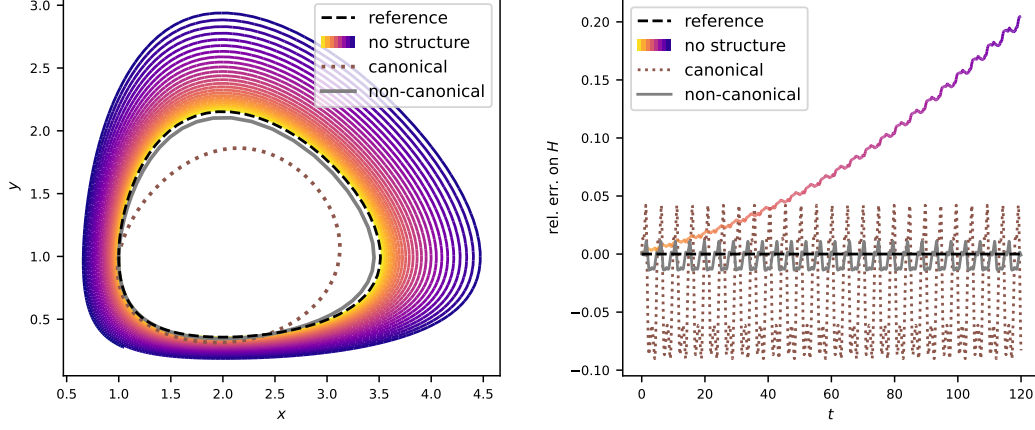 reference
no structure
canonical
non-canonical
3.0
2.5
2.0
1.5
1.0
0.5
y
0.5 1.0 1.5 2.0 2.5 3.0 3.5 4.0 4.5
x
reference
no structure
canonical
non-canonical
0.20
0.15
0.10
0.05
0.00
−0.05
−0.10
rel. err. on H
0 20 40 60 80 100 120
t